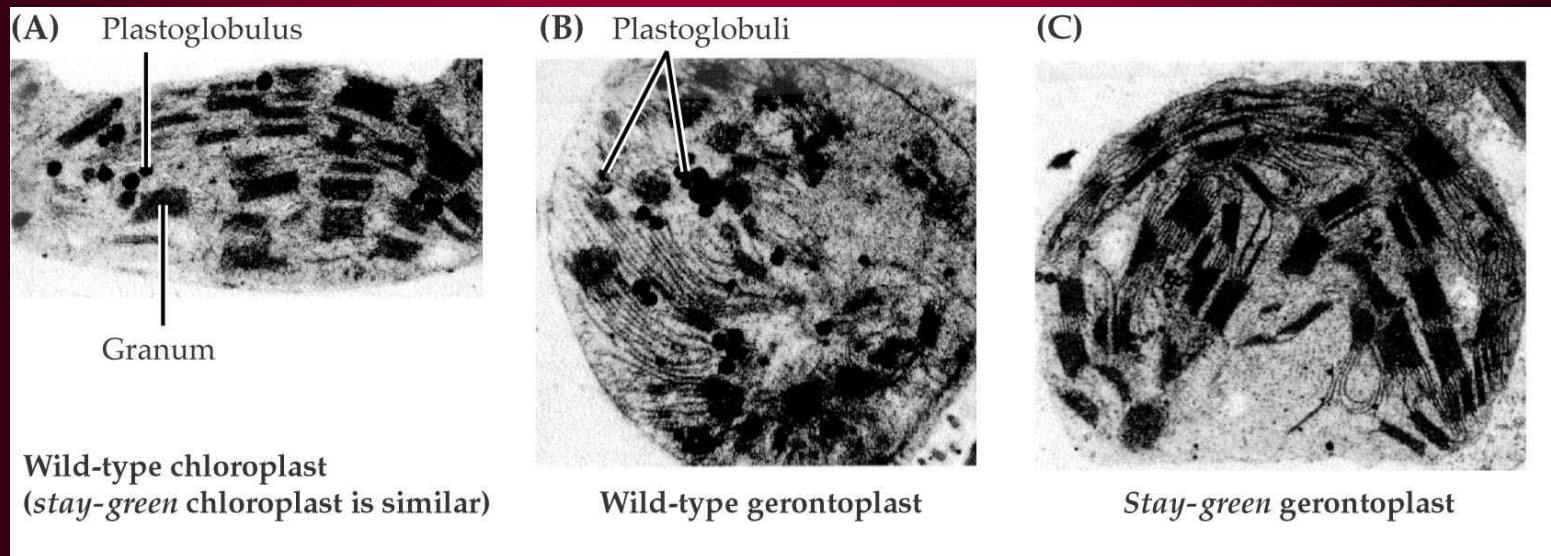 (A) Plastoglobulus
Granum
Wild-type chloroplast
(stay-green chloroplast is similar)
(B) Plastoglobuli
Wild-type gerontoplast
(C)
Stay-green gerontoplast